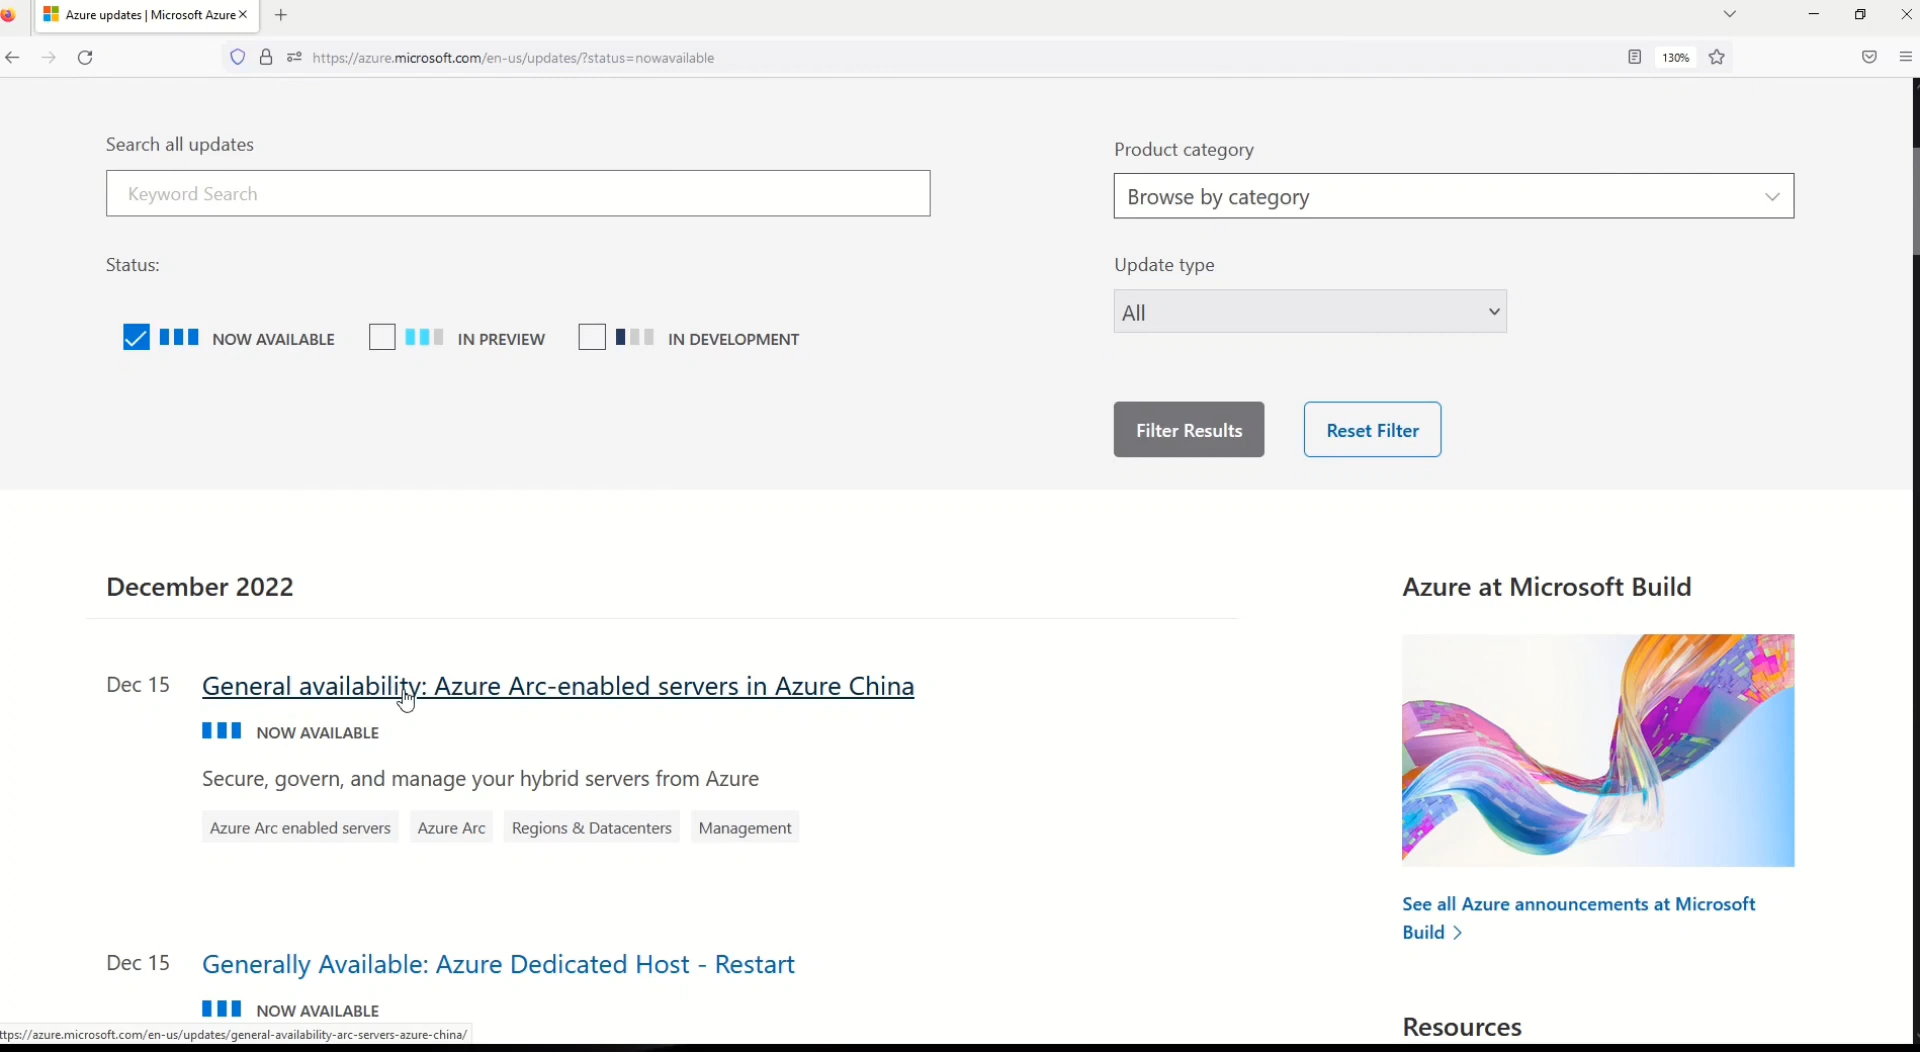 Azure updates | Microsoft Azure
https://azure.microsoft.com/en-us/updates/?status=nowavailable
130%
Search all updates
Keyword Search
Product category
Browse by category
Status:
NOW AVAILABLE
IN PREVIEW
IN DEVELOPMENT
Update type
All
Filter Results
Reset Filter
December 2022
Dec 15
General availability: Azure Arc-enabled servers in Azure China
NOW AVAILABLE
Secure, govern, and manage your hybrid servers from Azure
Azure Arc enabled servers
Azure Arc
Regions & Datacenters
Management
Dec 15
Generally Available: Azure Dedicated Host - Restart
NOW AVAILABLE
Azure at Microsoft Build
See all Azure announcements at Microsoft
Build >
Resources
ttps://azure.microsoft.com/en-us/updates/general-availability-arc-servers-azure-china/